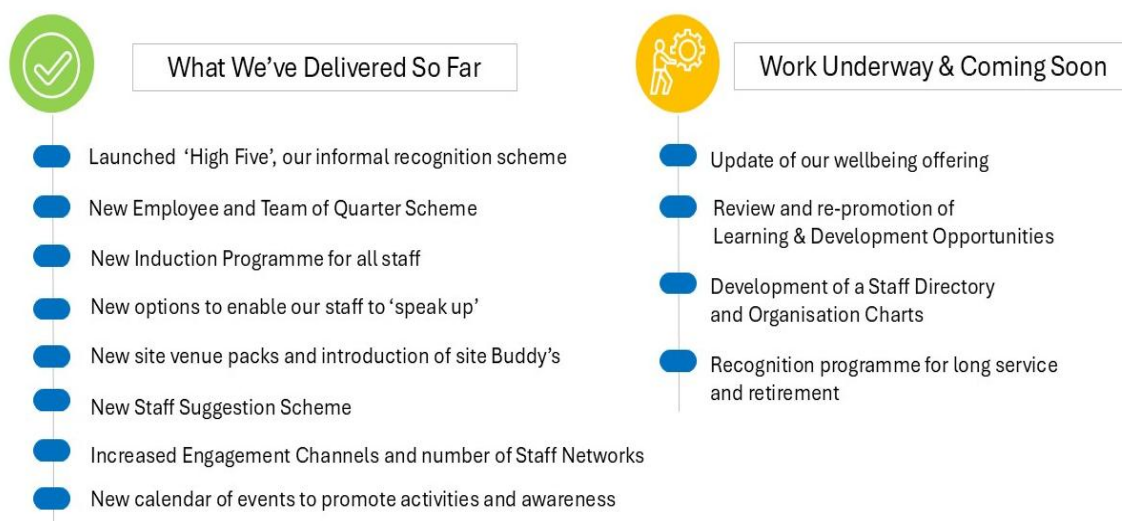 What We've Delivered So Far
Launched 'High Five', our informal recognition scheme
New Employee and Team of Quarter Scheme
New Induction Programme for all staff
New options to enable our staff to 'speak up'
New site venue packs and introduction of site Buddy's
New Staff Suggestion Scheme
Increased Engagement Channels and number of Staff Networks
New calendar of events to promote activities and awareness
Work Underway & Coming Soon
Update of our wellbeing offering
Review and re-promotion of
Learning & Development Opportunities
Development of a Staff Directory
and Organisation Charts
Recognition programme for long service
and retirement